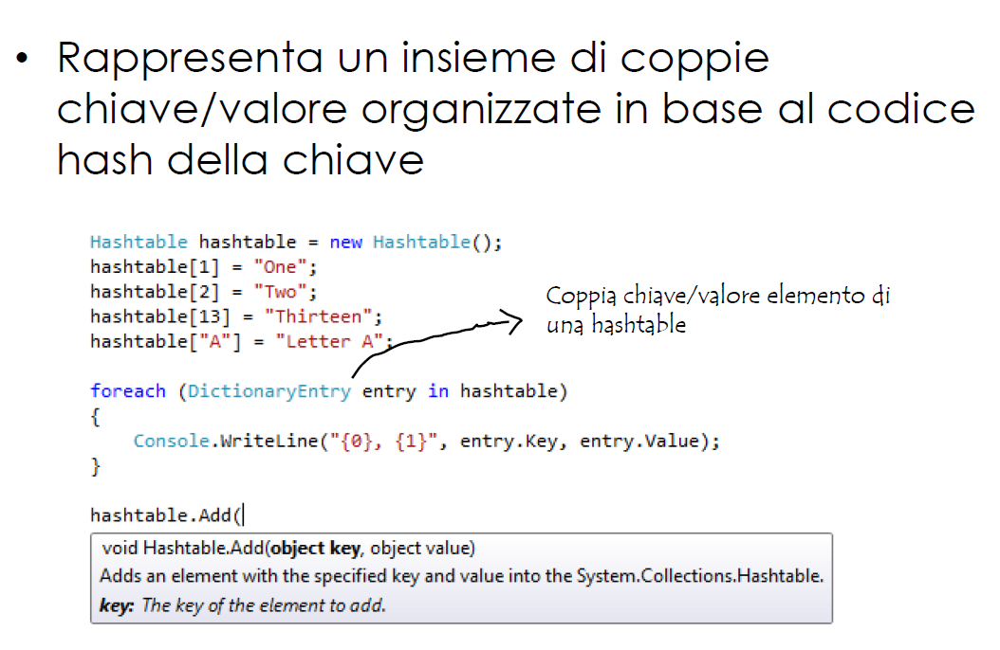 • Rappresenta un insieme di coppie
chiave/valore organizzate in base al codice
hash della chiave
Hashtable hashtable = new Hashtable();
hashtable[1] = "One";
hashtable[2] = "Two";
hashtable[13] = "Thirteen";
hashtable["A"] = "Letter A";
Coppia chiave/valore elemento di
una hashtable
foreach (DictionaryEntry entry in hashtable)
{
Console.WriteLine("{0}, {1}", entry.Key, entry.Value);
}
hashtable.Add(
void Hashtable.Add(object key, object value)
Adds an element with the specified key and value into the System.Collections.Hashtable.
key: The key of the element to add.